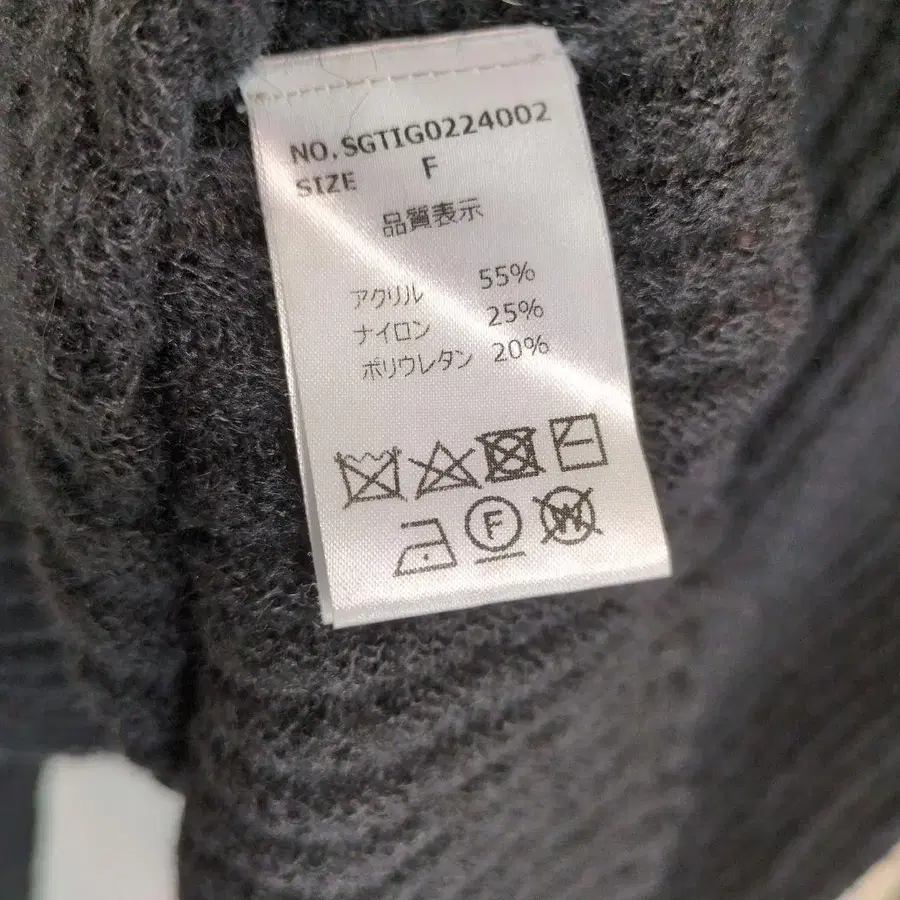 NO.SGTIG0224002
SIZE F
品質表示
アクリル 55%
ナイロン 25%
ポリウレタン 20%
F
W